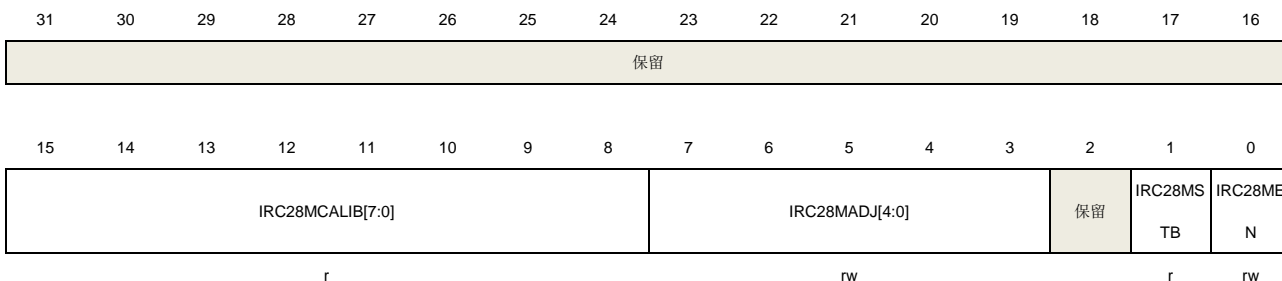 31 30 29 28 27 26 25 24 23 22 21 20 19 18 17 16
保留
15 14 13 12 11 10 9 8 7 6 5 4 3 2 1 0
IRC28MCALIB[7:0] IRC28MADJ[4:0] 保留 IRC28MS IRC28ME
TB N
r rw r rw